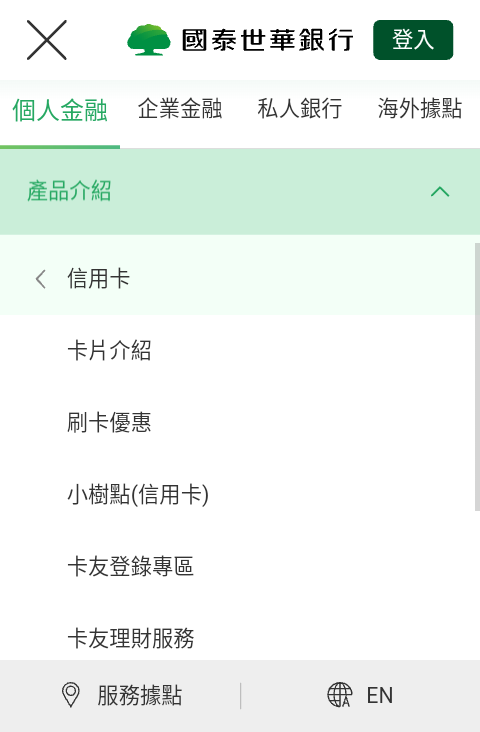 國泰世華銀行
登入
個人金融 企業金融 私人銀行 海外據點
產品介紹
信用卡
卡片介紹
刷卡優惠
小樹點(信用卡)
卡友登錄專區
卡友理財服務
服務據點 EN